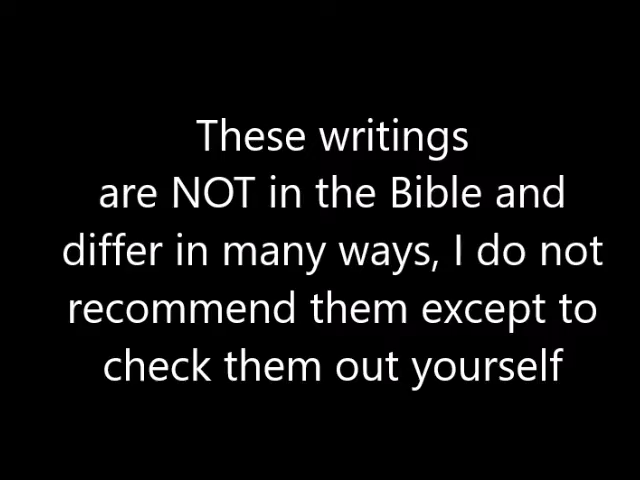 These writings
are NOT in the Bible and
differ in many ways, I do not
recommend them except to
check them out yourself